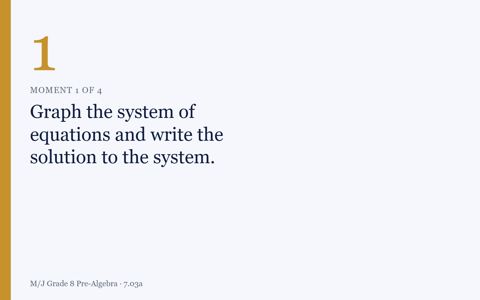 1
MOMENT 1 OF 4
Graph the system of
equations and write the
solution to the system.
M/J Grade 8 Pre-Algebra · 7.03a